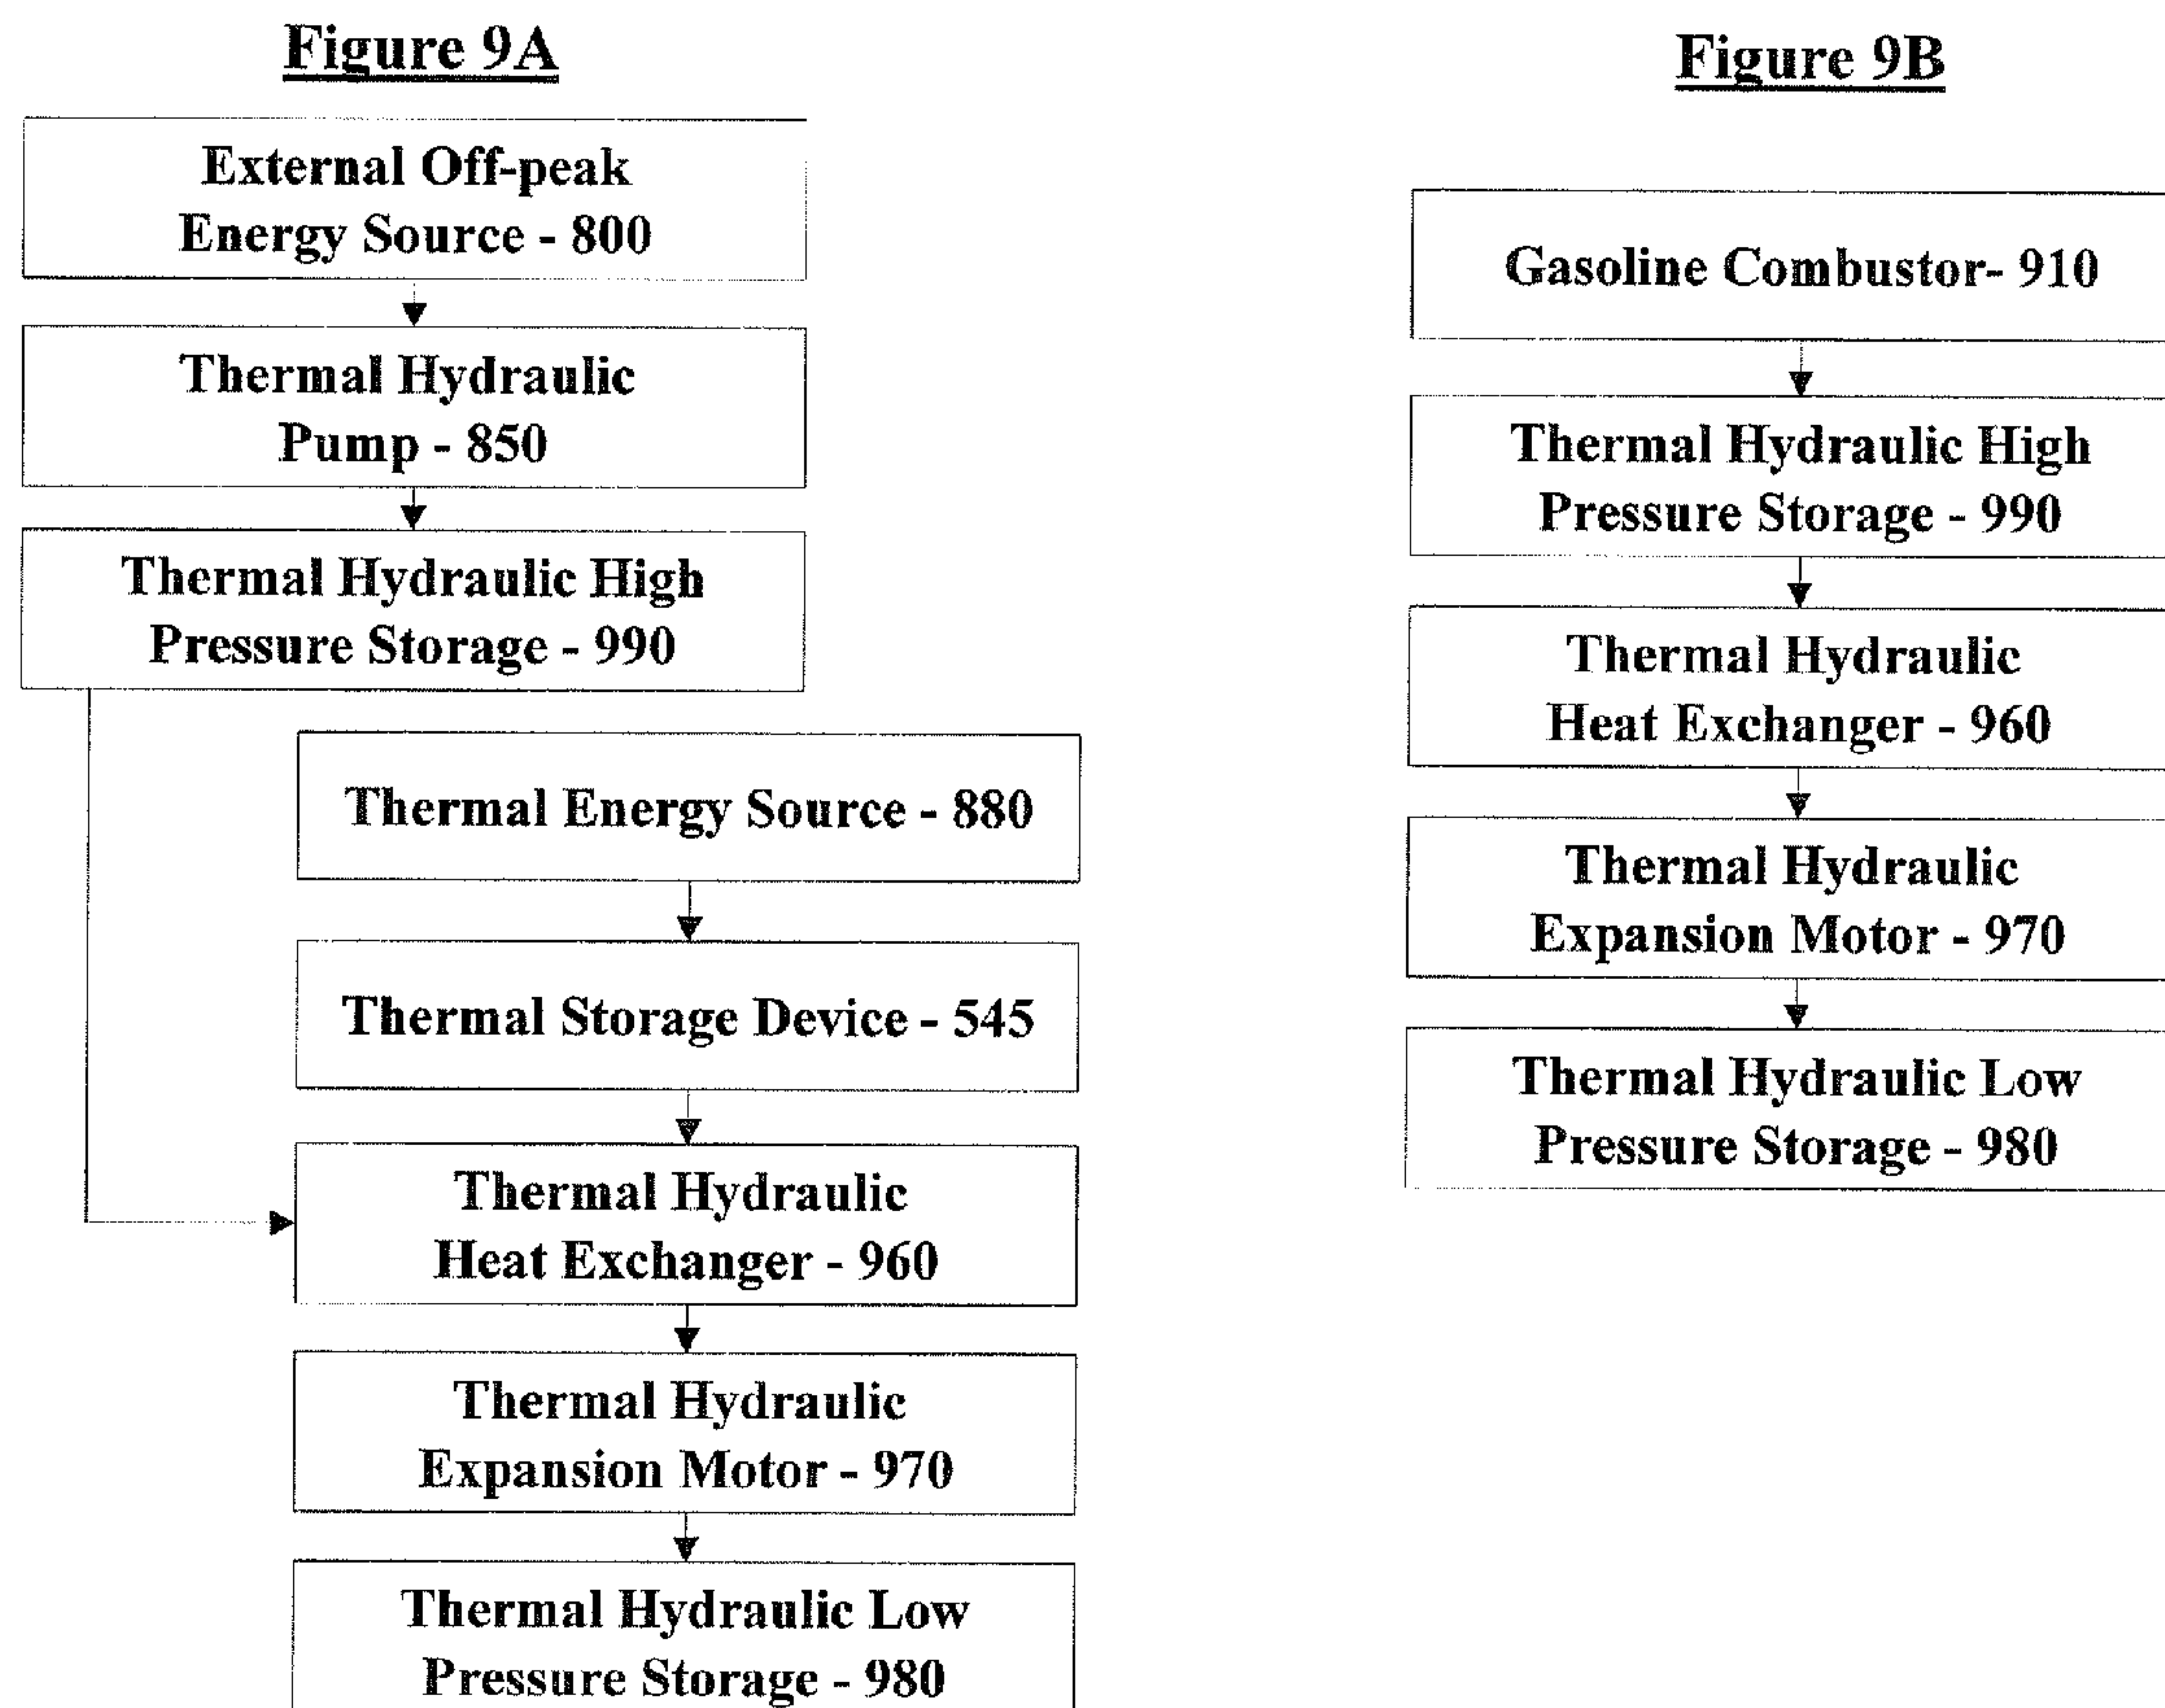 Figure 9A
External Off-peak
Energy Source - 800
Thermal Hydraulic
Pump - 850
Thermal Hydraulic High
Pressure Storage - 990
Thermal Energy Source - 880
Thermal Storage Device - 545
Thermal Hydraulic
Heat Exchanger - 960
Thermal Hydraulic
Expansion Motor - 970
Thermal Hydraulic Low
Pressure Storage - 980
Figure 9B
Gasoline Combustor- 910
Thermal Hydraulic High
Pressure Storage - 990
Thermal Hydraulic
Heat Exchanger - 960
Thermal Hydraulic
Expansion Motor - 970
Thermal Hydraulic Low
Pressure Storage - 980